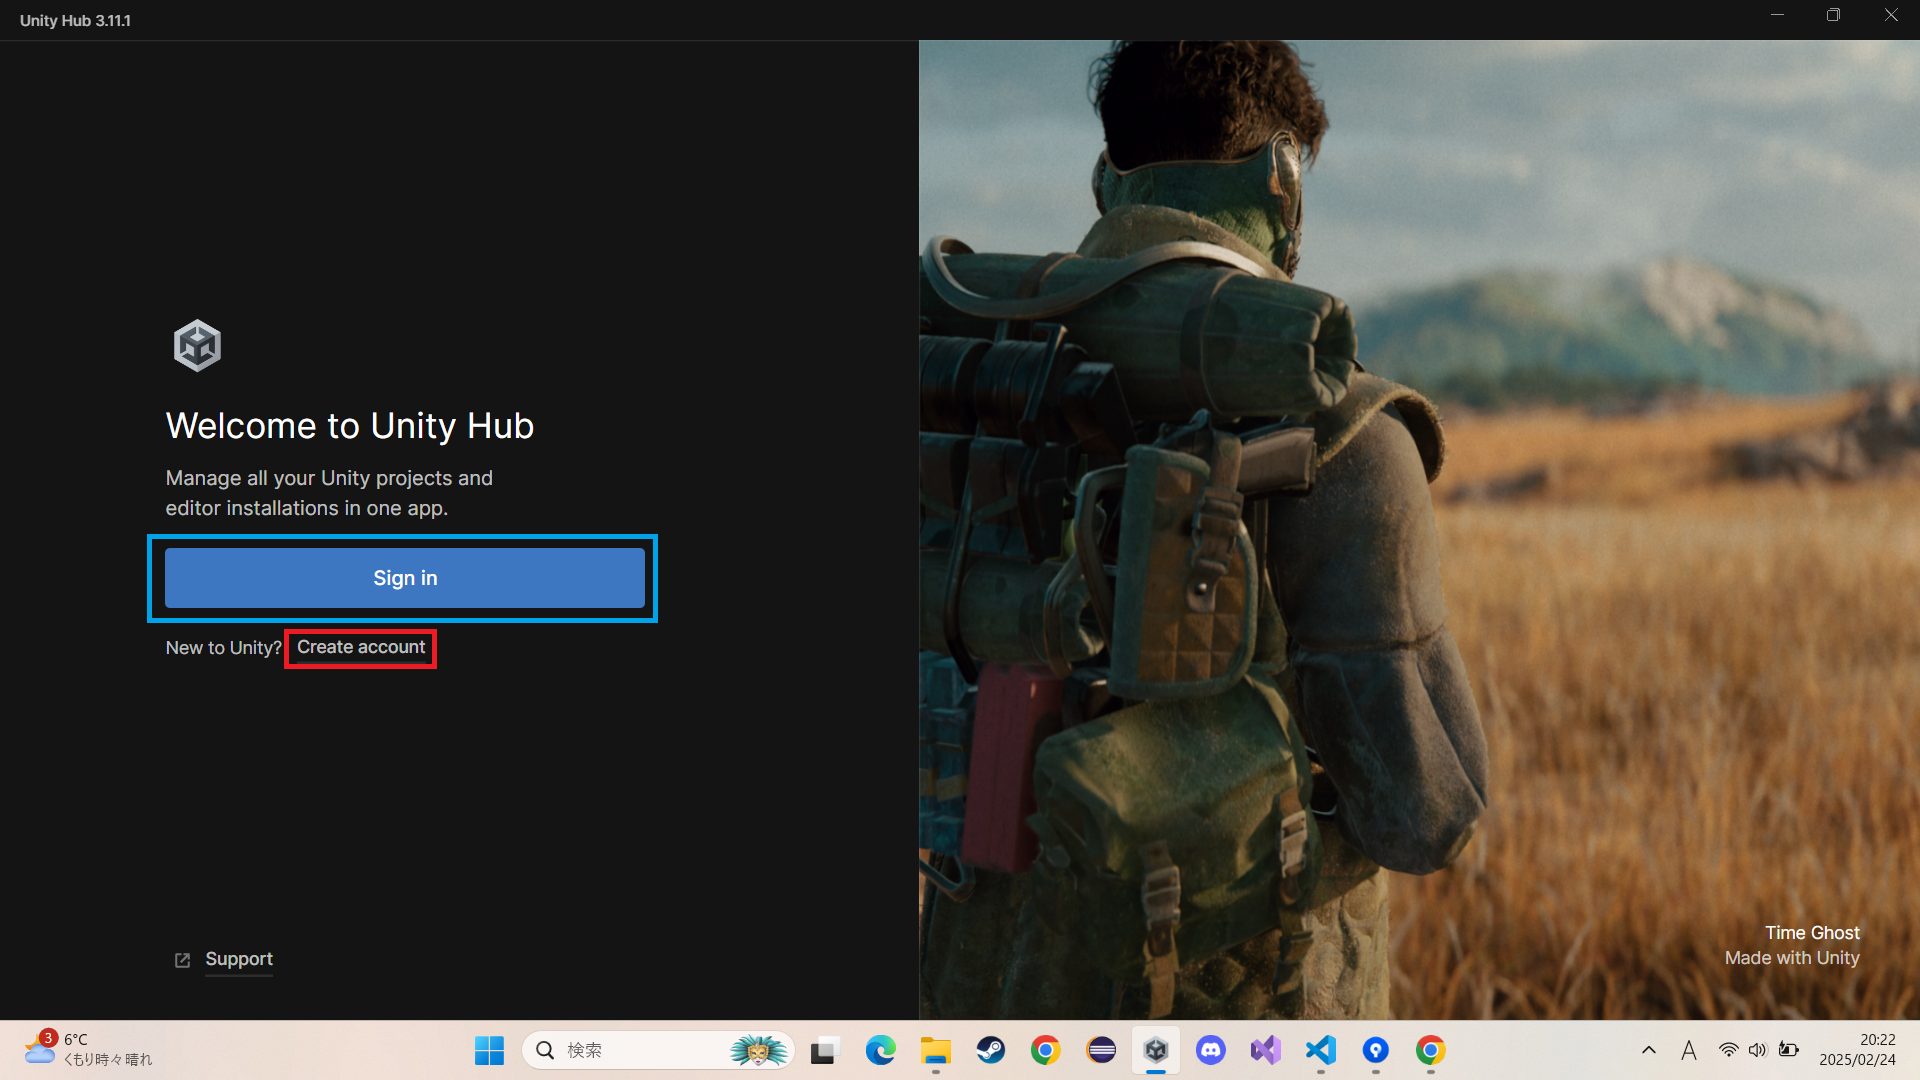 Unity Hub 3.11.1
Welcome to Unity Hub
Manage all your Unity projects and
editor installations in one app.
Sign in
New to Unity? Create account
Support
Time Ghost
Made with Unity
3
6°C
くもり時々晴れ
検索
A
20:22
2025/02/24